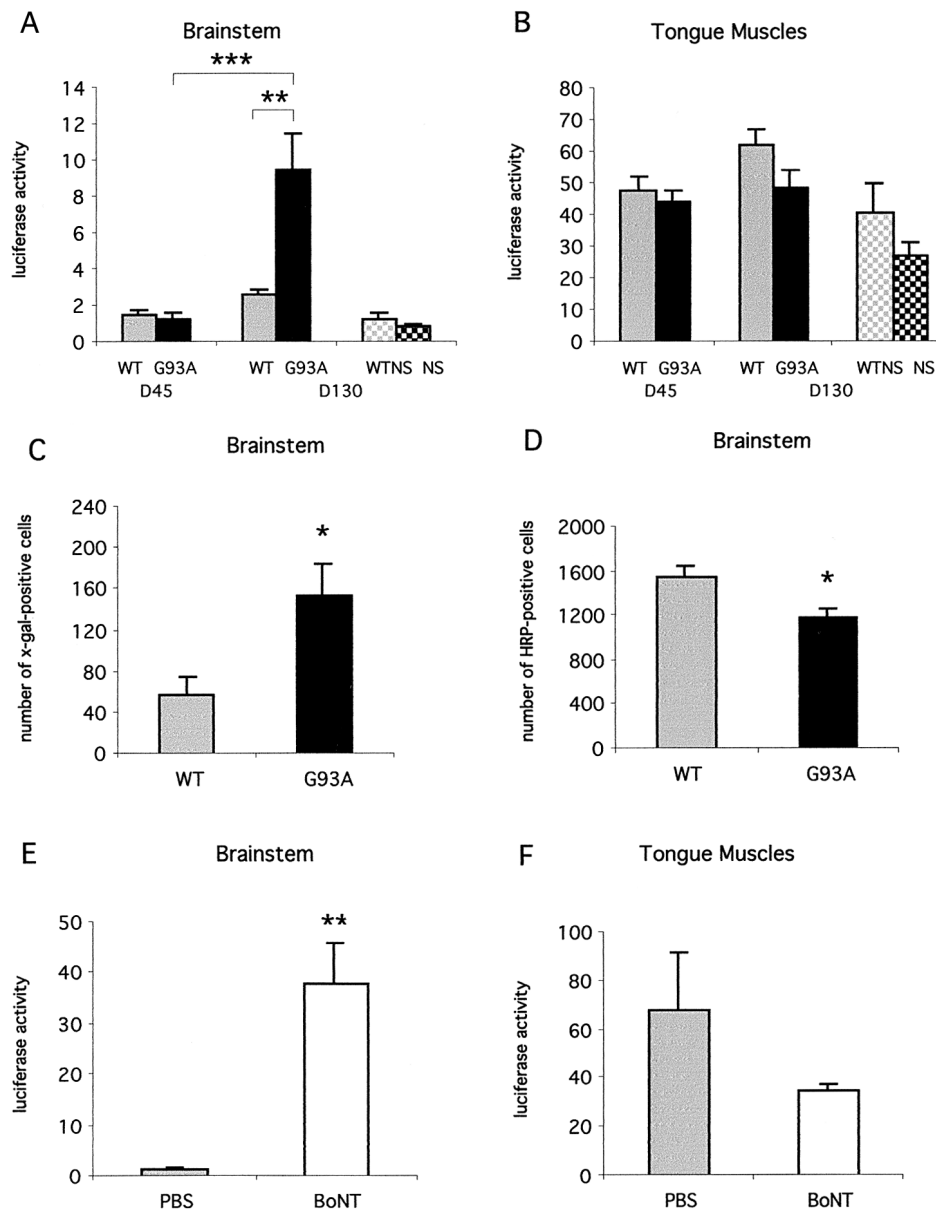 A
Brainstem
***
**
14
12
10
8
6
4
2
0
luciferase activity
WT G93A WT G93A WTNS NS
D45 D130
B
Tongue Muscles
80
70
60
50
40
30
20
10
0
luciferase activity
WT G93A WT G93A WTNS NS
D45 D130
C
Brainstem
240
200
160
120
80
40
0
number of x-gal-positive cells
*
WT G93A
D
Brainstem
2000
1600
1200
800
400
0
number of HRP-positive cells
*
WT G93A
E
Brainstem
50
40
30
20
10
0
luciferase activity
**
PBS BoNT
F
Tongue Muscles
100
80
60
40
20
0
luciferase activity
PBS BoNT